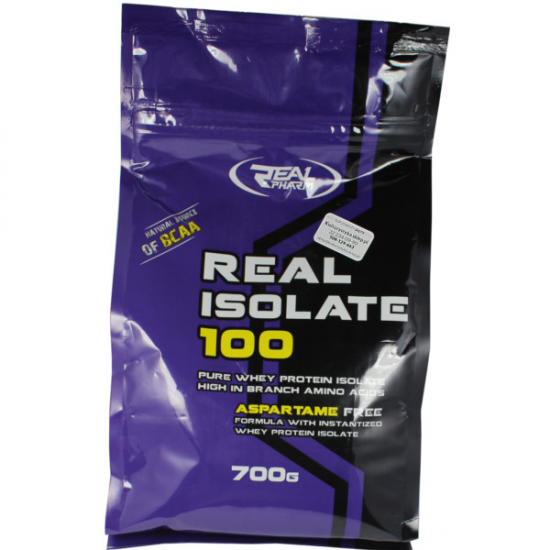 REAL
PHARM
NATURAL SOURCE
OF BCAA
REAL
ISOLATE
100
PURE WHEY PROTEIN ISOLATE
HIGH IN BRANCH AMINO ACIDS
ASPARTAME FREE
FORMULA WITH INSTANTIZED
WHEY PROTEIN ISOLATE
700G